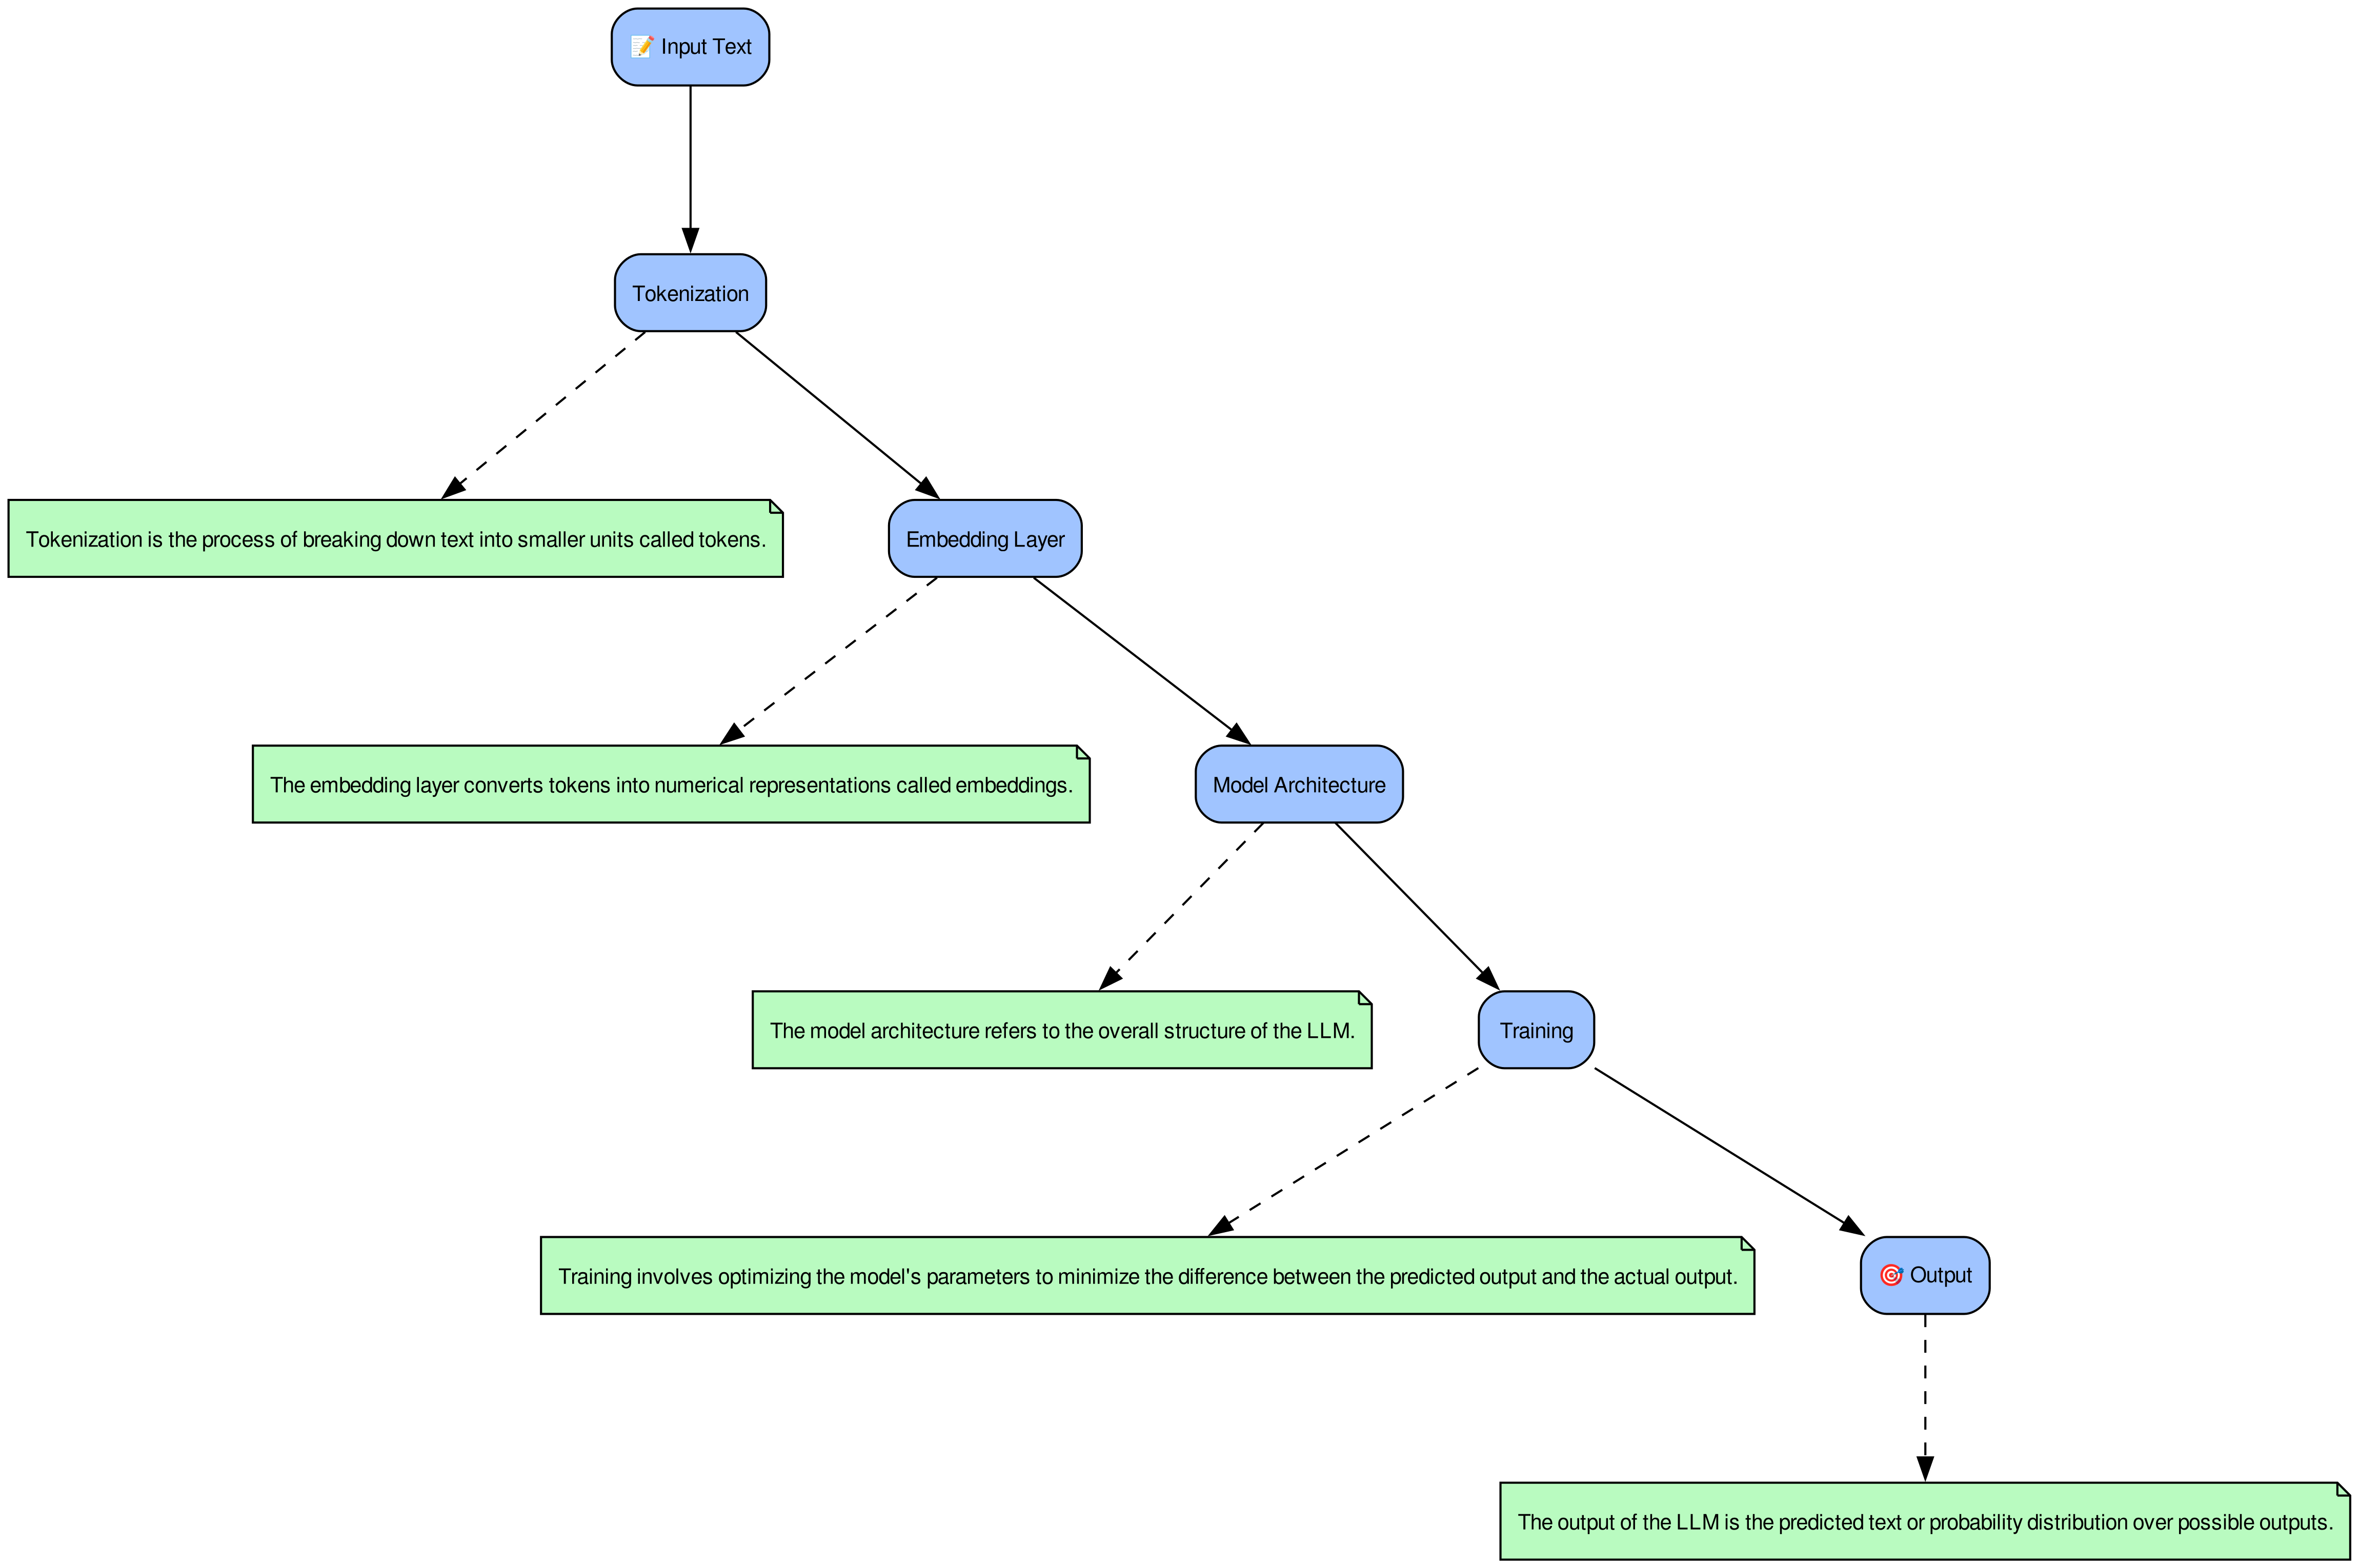 📝 Input Text
Tokenization
Tokenization is the process of breaking down text into smaller units called tokens.
Embedding Layer
The embedding layer converts tokens into numerical representations called embeddings.
Model Architecture
The model architecture refers to the overall structure of the LLM.
Training
Training involves optimizing the model's parameters to minimize the difference between the predicted output and the actual output.
🎯 Output
The output of the LLM is the predicted text or probability distribution over possible outputs.